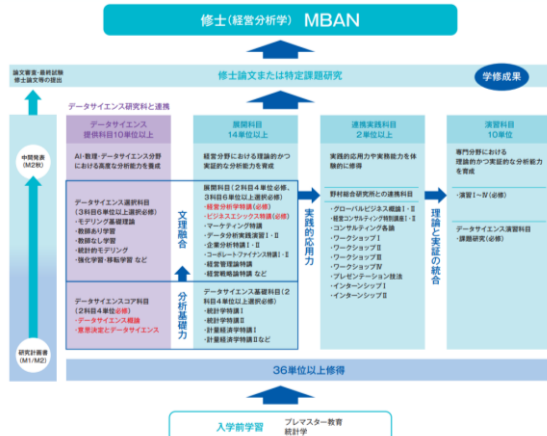 修士(経営分析学) MBAN
論文審査・最終試験
修士論文等の提出
修士論文または特定課題研究
学修成果
データサイエンス研究科と連携
中間発表
(M2秋)
研究計画書
(M1/M2)
データサイエンス
提供科目10単位以上
AI・数理・データサイエンス分野
における高度な分析能力を養成
データサイエンス選択科目
(3科目6単位以上選択必修)
・モデリング基礎理論
・教師あり学習
・教師なし学習
・統計的モデリング
・強化学習・移転学習 など
データサイエンスコア科目
(2科目4単位必修)
・データサイエンス概論
・意思決定とデータサイエンス
文理融合
分析基礎力
展開科目
14単位以上
経営分野における理論的かつ
実証的な分析能力を育成
展開科目(2科目4単位必修、
3科目6単位以上選択必修)
・経営分析学特講(必修)
・ビジネスエシックス特講(必修)
・マーケティング特講
・データ分析実践演習Ⅰ・Ⅱ
・企業分析特講Ⅰ・Ⅱ
・コーポレートファイナンス特講Ⅰ・Ⅱ
・経営管理論特講
・経営戦略論特講 など
データサイエンス基礎科目(2
科目4単位以上選択必修)
・統計学特講Ⅰ
・統計学特講Ⅱ
・計量経済学特講Ⅰ
・計量経済学特講Ⅱ など
実践的応用力
連携実践科目
2単位以上
実践的応用力や実務能力を体
験的に修得
野村総合研究所との連携科目
・グローバルビジネス概論Ⅰ・Ⅱ
・経営コンサルティング特別講座Ⅰ・Ⅱ
・コンサルティング各論
・ワークショップⅠ
・ワークショップⅡ
・ワークショップⅢ
・ワークショップⅣ
・プレゼンテーション技法
・インターンシップⅠ
・インターンシップⅡ
理論と実証の統合
演習科目
10単位
専門分野における
理論的かつ実証的な分析能力
を育成
・演習Ⅰ~Ⅳ(必修)
データサイエンス演習科目
・課題研究(必修)
36単位以上修得
入学前学習
プレマスター教育
統計学